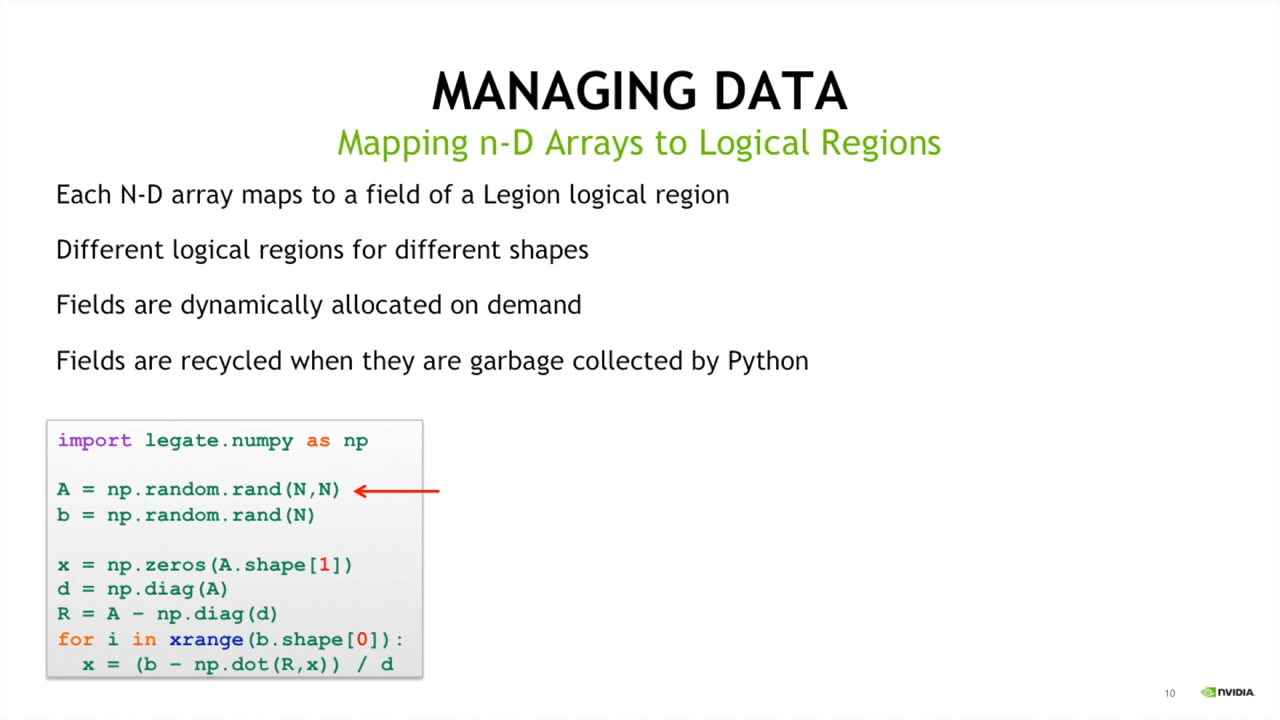 MANAGING DATA
Mapping n-D Arrays to Logical Regions
Each N-D array maps to a field of a Legion logical region
Different logical regions for different shapes
Fields are dynamically allocated on demand
Fields are recycled when they are garbage collected by Python
import legate.numpy as np
A = np.random.rand(N,N)
b = np.random.rand(N)
x = np.zeros(A.shape[1])
d = np.diag(A)
R = A – np.diag(d)
for i in xrange(b.shape[0]):
  x = (b – np.dot(R,x)) / d
10
NVIDIA.